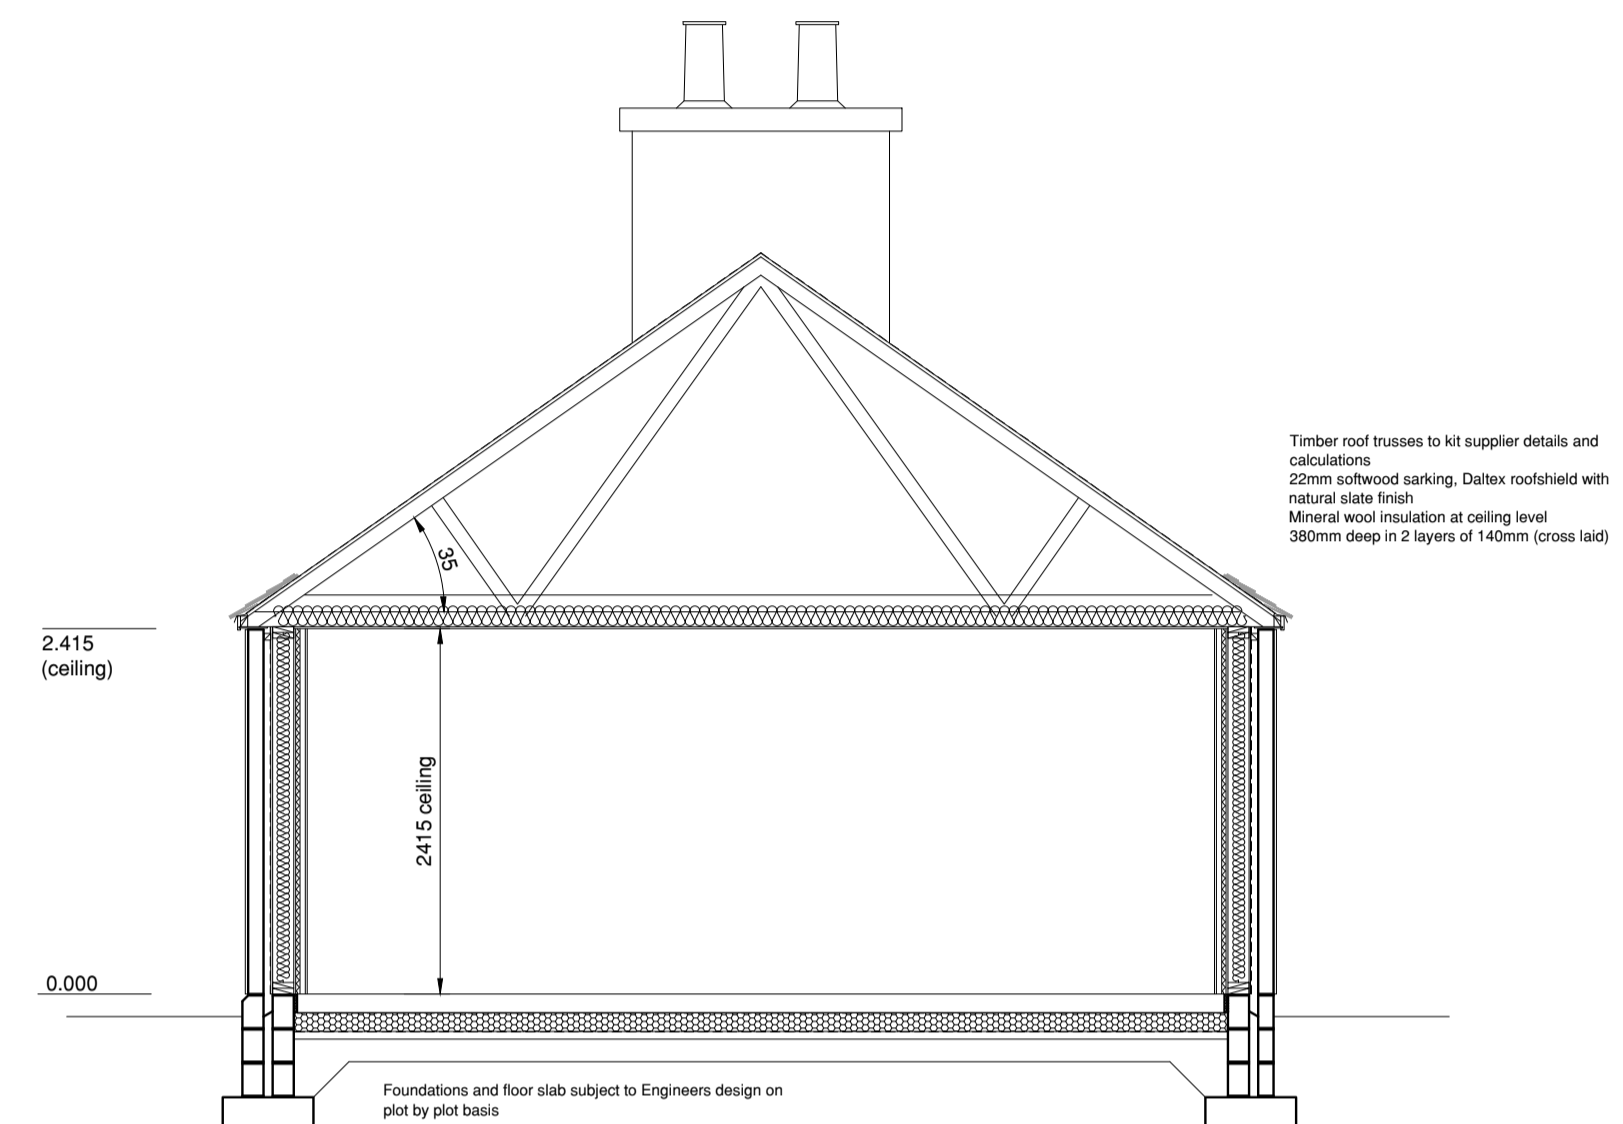 Timber roof trusses to kit supplier details and
calculations
22mm softwood sarking, Daltex roofshield with
natural slate finish
Mineral wool insulation at ceiling level
380mm deep in 2 layers of 140mm (cross laid)
35
2.415
(ceiling)
2415 ceiling
0.000
Foundations and floor slab subject to Engineers design on
plot by plot basis